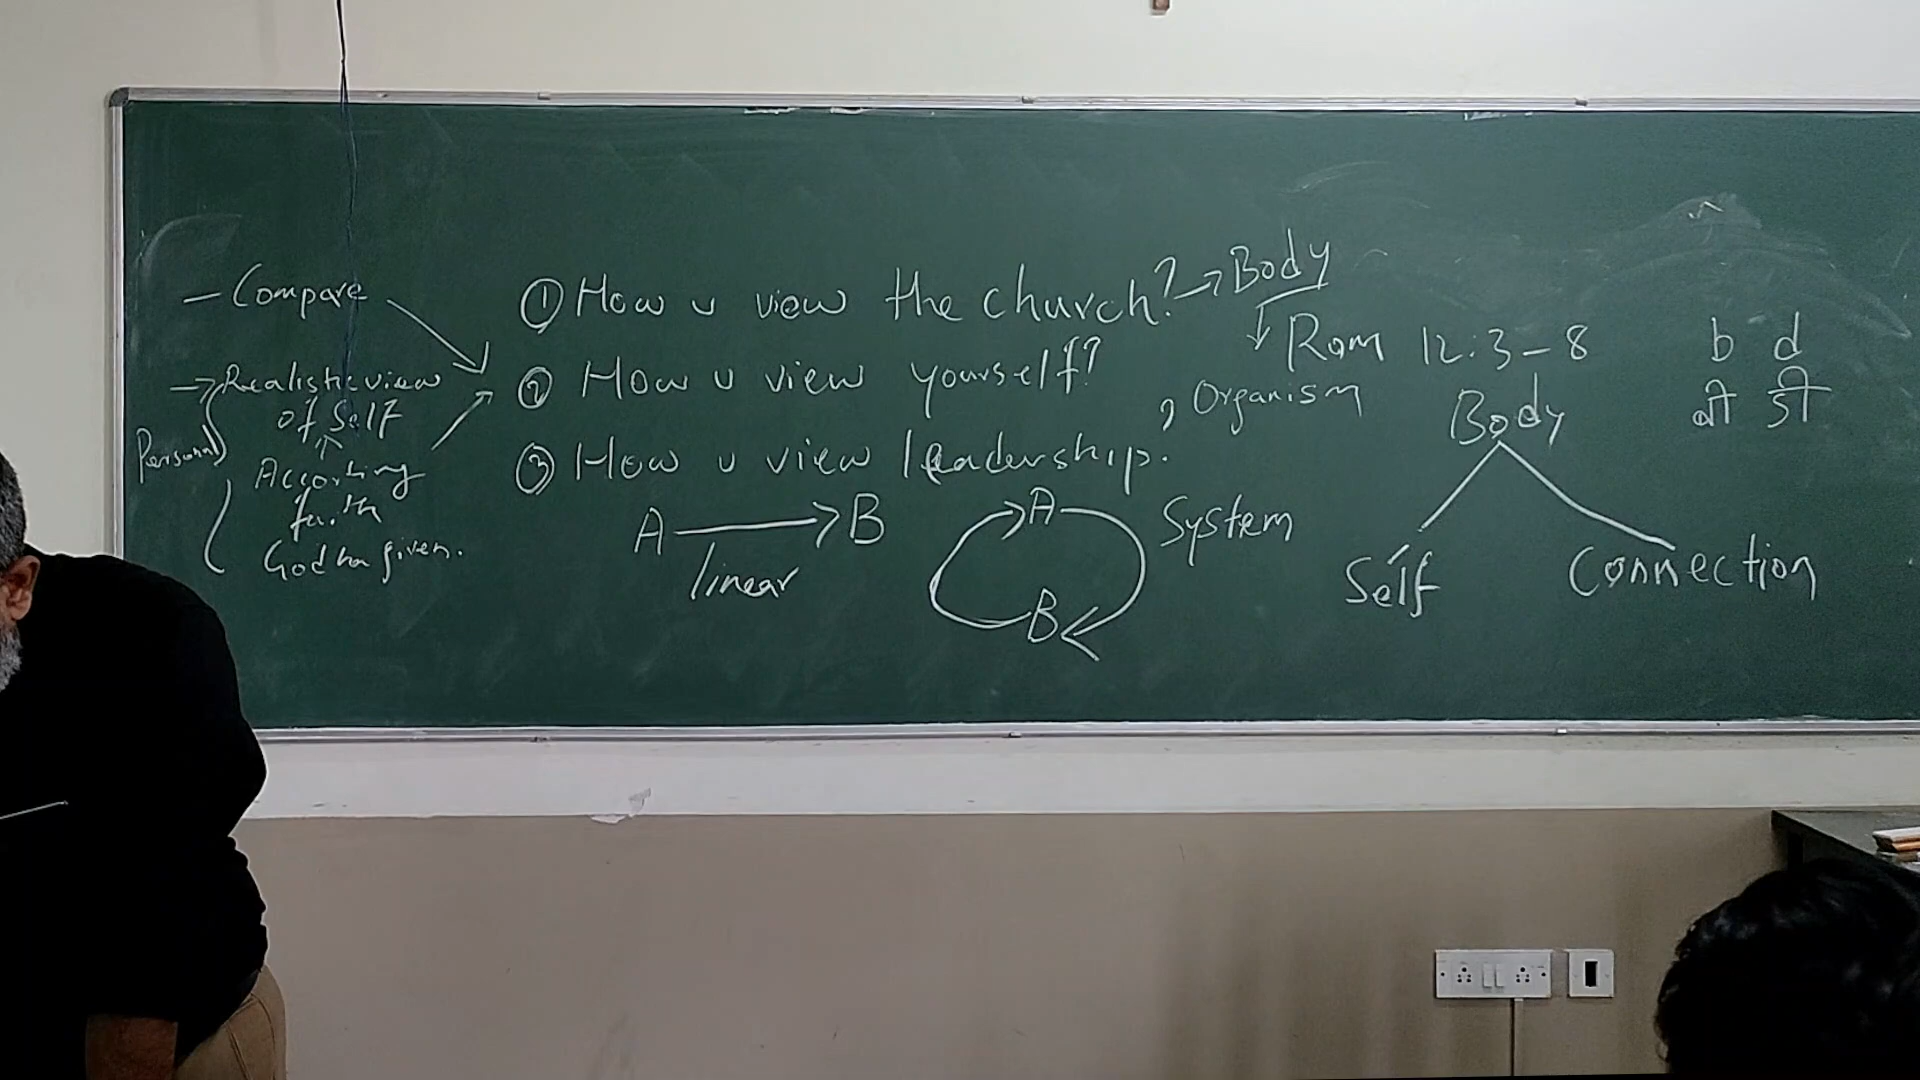 – Compare
→ Realistic view
of Self
Personal
According
faith
God has given.
① How u view the church? → Body
② How u view yourself?
③ How u view leadership.
A → B
linear
A
B
System
, Organism
Rom 12:3–8
Body
Self
Connection
b d